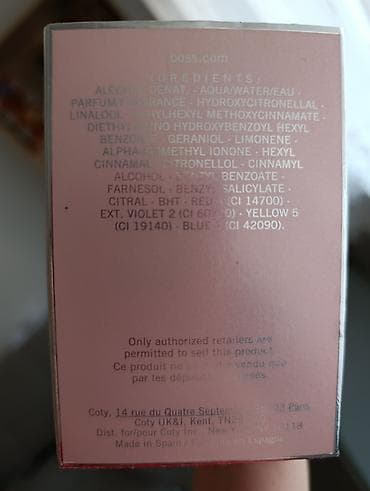 boss.com
INGREDIENTS:
ALCOHOL DENAT. - AQUA/WATER/EAU -
PARFUM/FRAGRANCE - HYDROXYCITRONELLAL -
LINALOOL - ETHYLHEXYL METHOXYCINNAMATE -
DIETHYLAMINO HYDROXYBENZOYL HEXYL
BENZOATE - GERANIOL - LIMONENE -
ALPHA-ISOMETHYL IONONE - HEXYL
CINNAMAL - CITRONELLOL - CINNAMYL
ALCOHOL - BENZYL BENZOATE -
FARNESOL - BENZYL SALICYLATE -
CITRAL - BHT - RED (CI 14700) -
EXT. VIOLET 2 (CI 60730) - YELLOW 5
(CI 19140) - BLUE (CI 42090).
Only authorized retailers are
permitted to sell this product.
Ce produit ne peut être vendu que
par les dépositaires agréés.
Coty, 14 rue du Quatre Septembre, Paris
Coty UK&I, Kent,
Dist. for/pour Coty Inc. New York,
Made in Spain / Fabriqué en Espagne